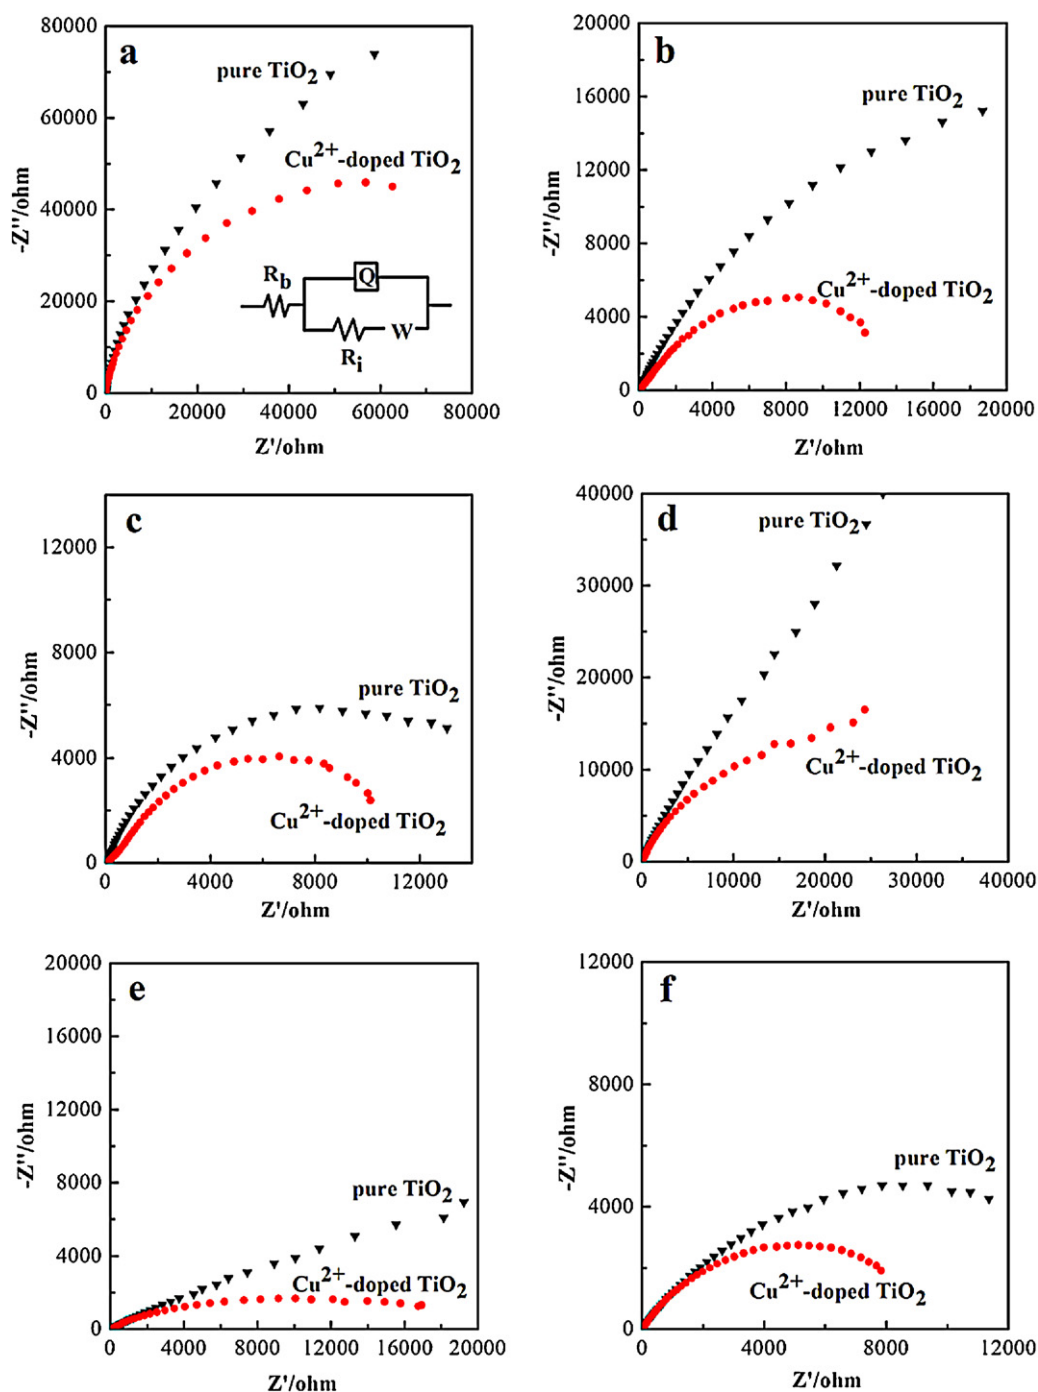 a
80000
60000
40000
20000
0
-Z''/ohm
pure TiO2
Cu2+-doped TiO2
Rb
Q
Ri
W
0 20000 40000 60000 80000
Z'/ohm
b
20000
16000
12000
8000
4000
0
-Z''/ohm
pure TiO2
Cu2+-doped TiO2
0 4000 8000 12000 16000 20000
Z'/ohm
c
12000
8000
4000
0
-Z''/ohm
pure TiO2
Cu2+-doped TiO2
0 4000 8000 12000
Z'/ohm
d
40000
30000
20000
10000
0
-Z''/ohm
pure TiO2
Cu2+-doped TiO2
0 10000 20000 30000 40000
Z'/ohm
e
20000
16000
12000
8000
4000
0
-Z''/ohm
pure TiO2
Cu2+-doped TiO2
0 4000 8000 12000 16000 20000
Z'/ohm
f
12000
8000
4000
0
-Z''/ohm
pure TiO2
Cu2+-doped TiO2
0 4000 8000 12000
Z'/ohm